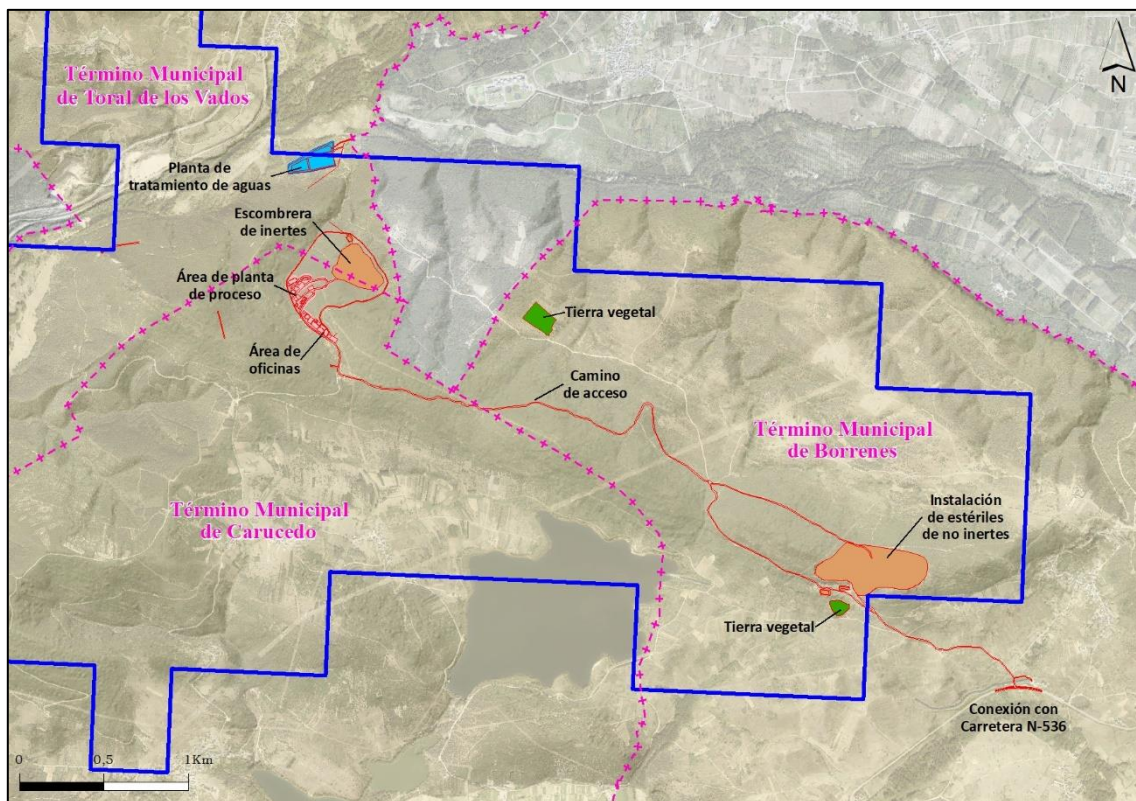 Término Municipal
de Toral de los Vados
N
Planta de
tratamiento de aguas
Escombrera
de inertes
Área de planta
de proceso
Tierra vegetal
Área de
oficinas
Camino
de acceso
Término Municipal
de Borrenes
Término Municipal
de Carucedo
Instalación
de estériles
de no inertes
Tierra vegetal
Conexión con
Carretera N-536
0 0,5 1Km